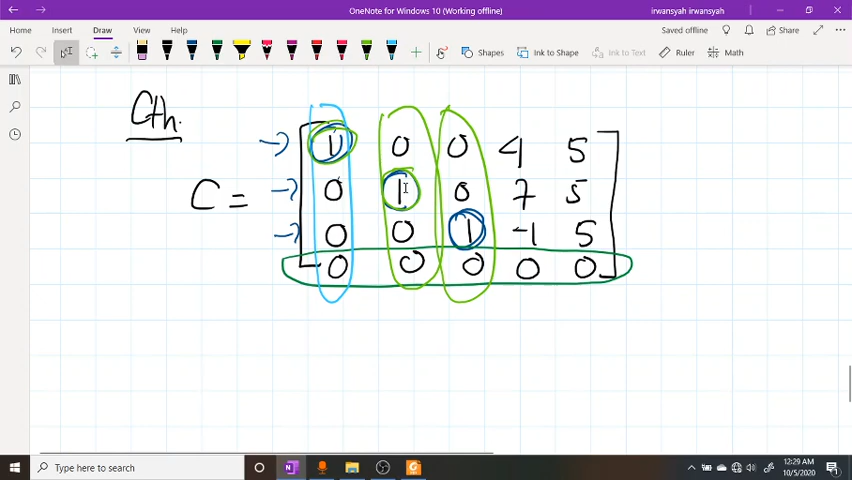 OneNote for Windows 10 (Working offline)
irwansyah irwansyah
Home Insert Draw History View Help
Saved offline Share
Shapes Ink to Shape Ink to Text Ruler Math
Cth.
1 0 0 4 5
C = 0 1 0 7 5
0 0 1 -1 5
0 0 0 0 0
Type here to search
12:29 AM
10/5/2020